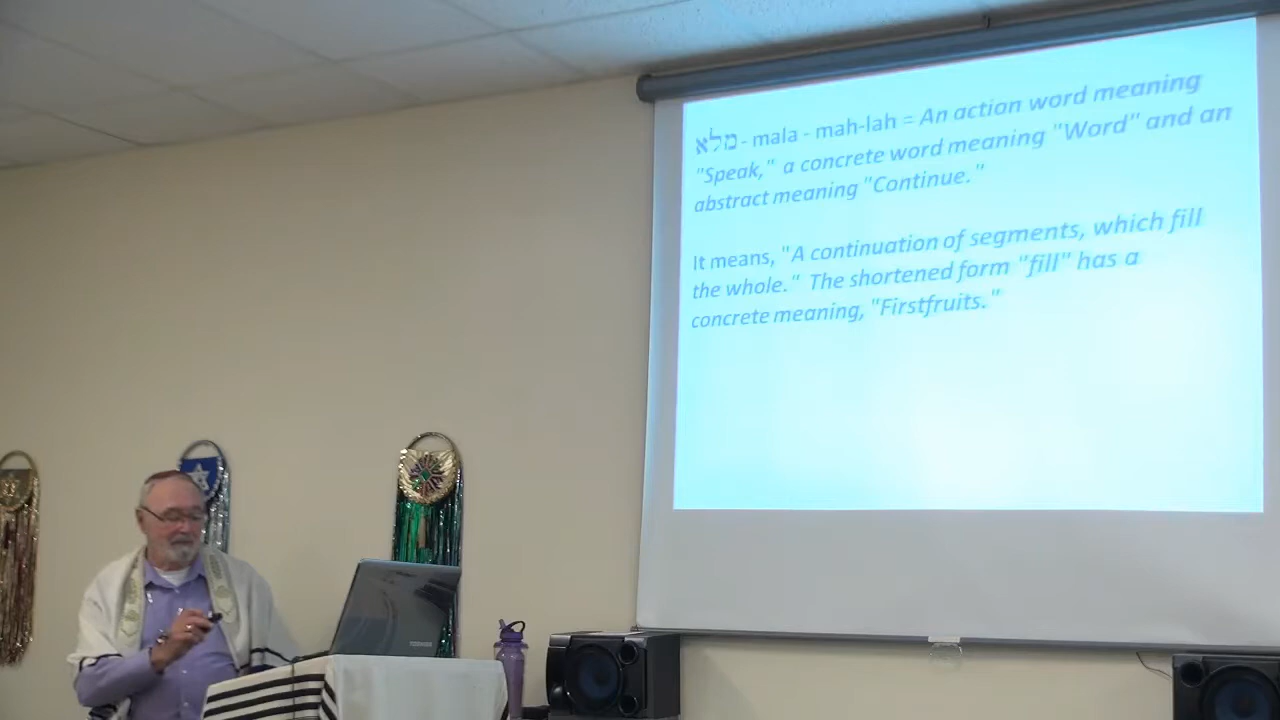 מלא - mala - mah-lah = An action word meaning
"Speak," a concrete word meaning "Word" and an
abstract meaning "Continue."
It means, "A continuation of segments, which fill
the whole." The shortened form "fill" has a
concrete meaning, "Firstfruits."
TOSHIBA